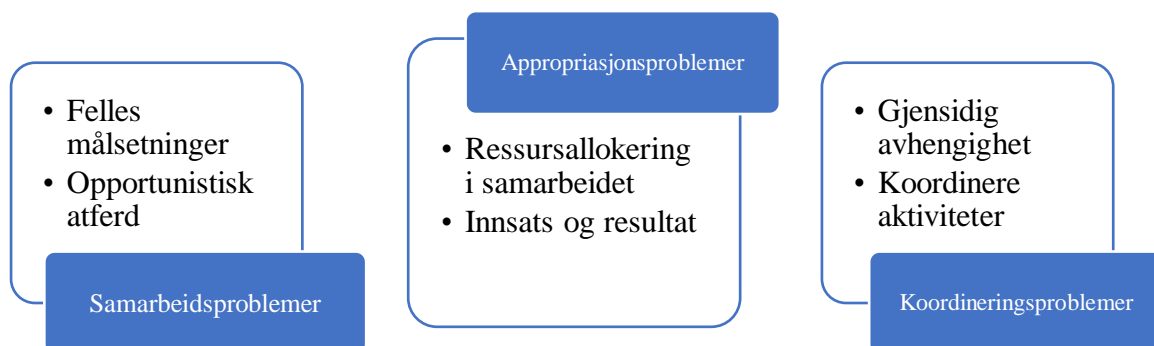 • Felles
målsetninger
• Opportunistisk
atferd
Samarbeidsproblemer
Appropriasjonsproblemer
• Ressursallokering
i samarbeidet
• Innsats og resultat
• Gjensidig
avhengighet
• Koordinere
aktiviteter
Koordineringsproblemer